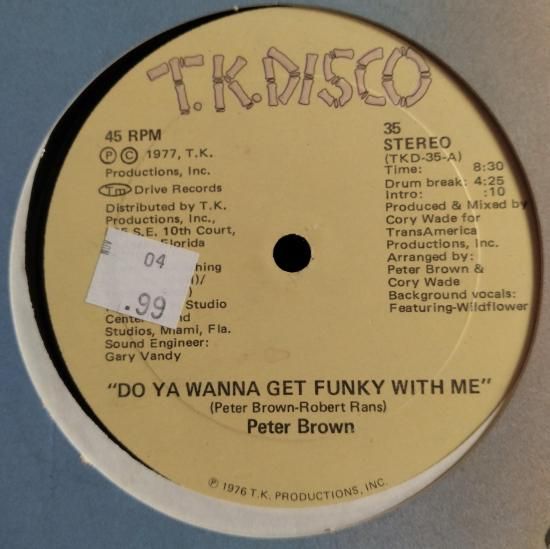 T.K. DISCO
45 RPM
Ⓟ © 1977, T.K.
Productions, Inc.
Tm Drive Records
Distributed by T.K.
Productions, Inc.,
S.E. 10th Court,
Florida
NOV 04
.99
Studio
Studios, Miami, Fla.
Sound Engineer:
Gary Vandy
35
STEREO
(TKD-35-A)
Time: 8:30
Drum break: 4:25
Intro: :10
Produced & Mixed by
Cory Wade for
TransAmerica
Productions, Inc.
Arranged by:
Peter Brown &
Cory Wade
Background vocals:
Featuring-Wildflower
"DO YA WANNA GET FUNKY WITH ME"
(Peter Brown-Robert Rans)
Peter Brown
Ⓟ 1976 T.K. PRODUCTIONS, INC.